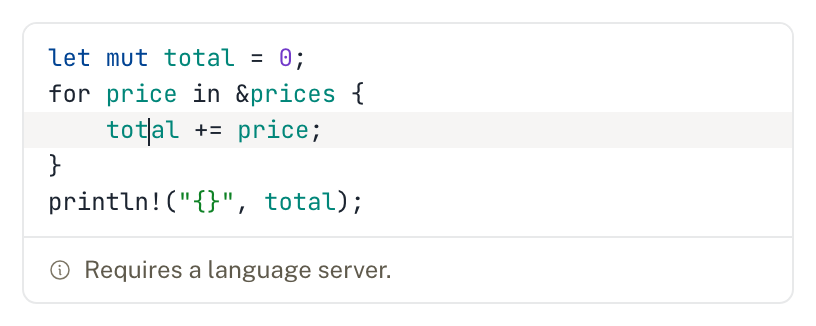 let mut total = 0;
for price in &prices {
    total += price;
}
println!("{}", total);
Requires a language server.